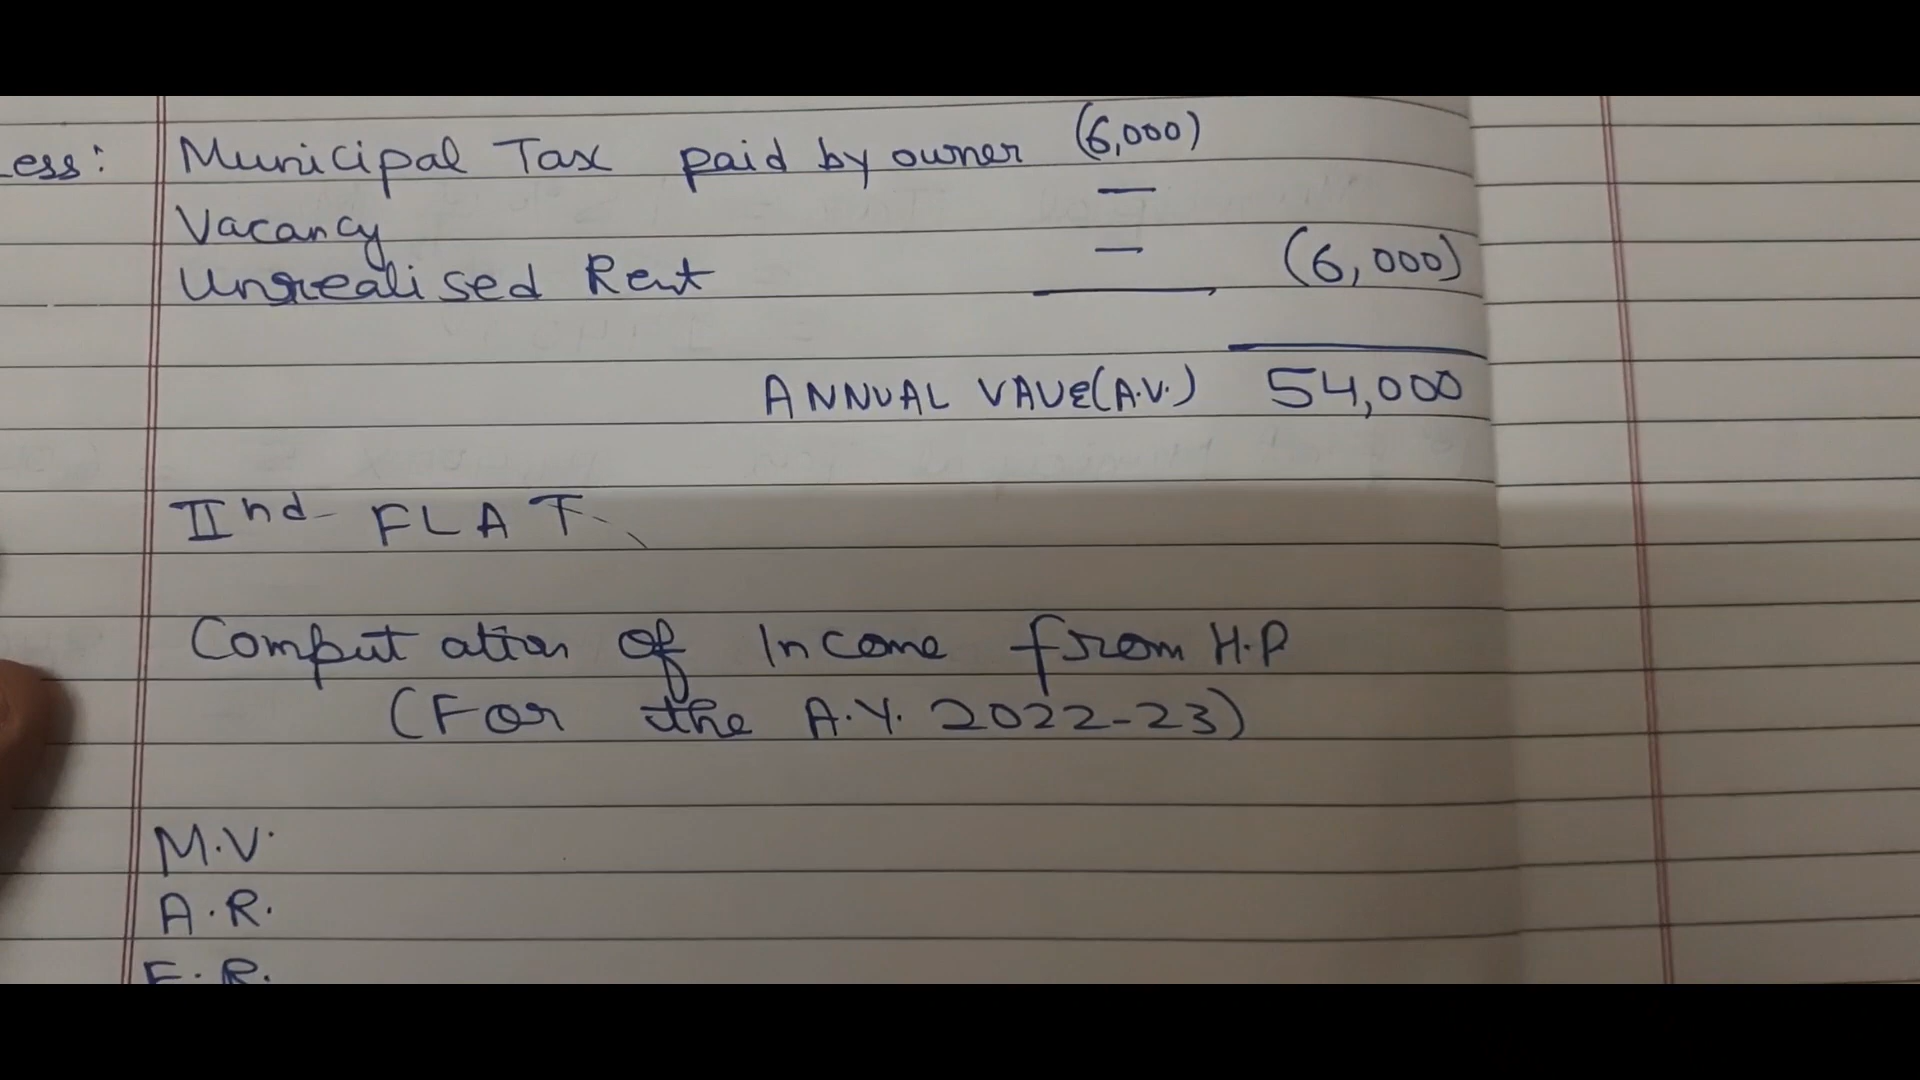 ess: Municipal Tax paid by owner (6,000)
Vacancy —
Unrealised Rent — (6,000)
ANNUAL VAUE(A.V.) 54,000
IInd FLAT
Computation of Income from H.P
(For the A.Y. 2022-23)
M.V.
A.R.
F.R.